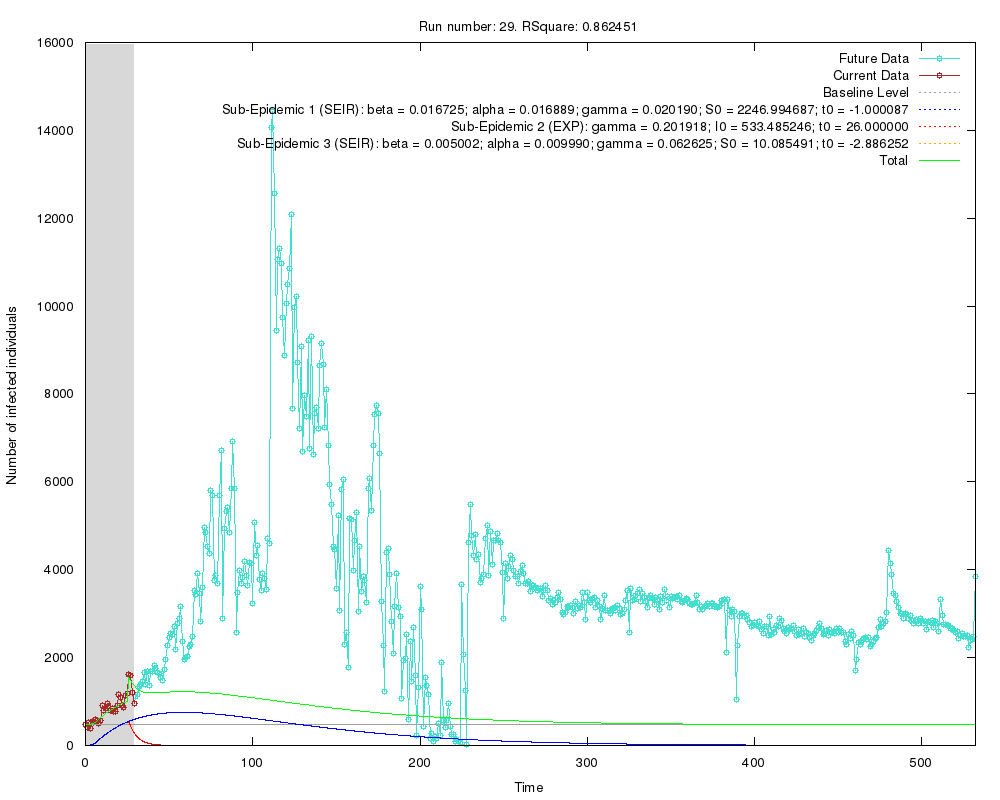 Run number: 29. RSquare: 0.862451
Future Data
Current Data
Baseline Level
Sub-Epidemic 1 (SEIR): beta = 0.016725; alpha = 0.016889; gamma = 0.020190; S0 = 2246.994687; t0 = -1.000087
Sub-Epidemic 2 (EXP): gamma = 0.201918; I0 = 533.485246; t0 = 26.000000
Sub-Epidemic 3 (SEIR): beta = 0.005002; alpha = 0.009990; gamma = 0.062625; S0 = 10.085491; t0 = -2.886252
Total
16000
14000
12000
10000
8000
6000
4000
2000
0
Number of infected individuals
0 100 200 300 400 500
Time